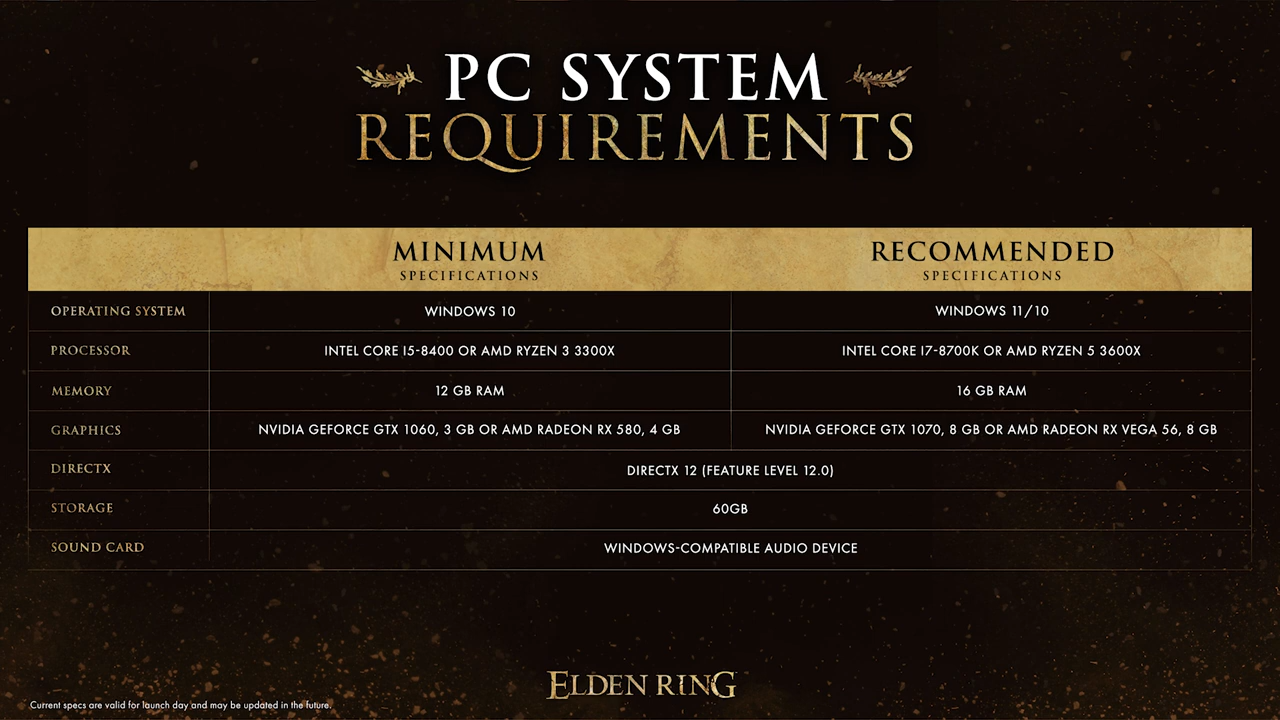 PC SYSTEM
REQUIREMENTS
MINIMUM
SPECIFICATIONS
RECOMMENDED
SPECIFICATIONS
OPERATING SYSTEM WINDOWS 10 WINDOWS 11/10
PROCESSOR INTEL CORE I5-8400 OR AMD RYZEN 3 3300X INTEL CORE I7-8700K OR AMD RYZEN 5 3600X
MEMORY 12 GB RAM 16 GB RAM
GRAPHICS NVIDIA GEFORCE GTX 1060, 3 GB OR AMD RADEON RX 580, 4 GB NVIDIA GEFORCE GTX 1070, 8 GB OR AMD RADEON RX VEGA 56, 8 GB
DIRECTX DIRECTX 12 (FEATURE LEVEL 12.0)
STORAGE 60GB
SOUND CARD WINDOWS-COMPATIBLE AUDIO DEVICE
ELDEN RING
Current specs are valid for launch day and may be updated in the future.